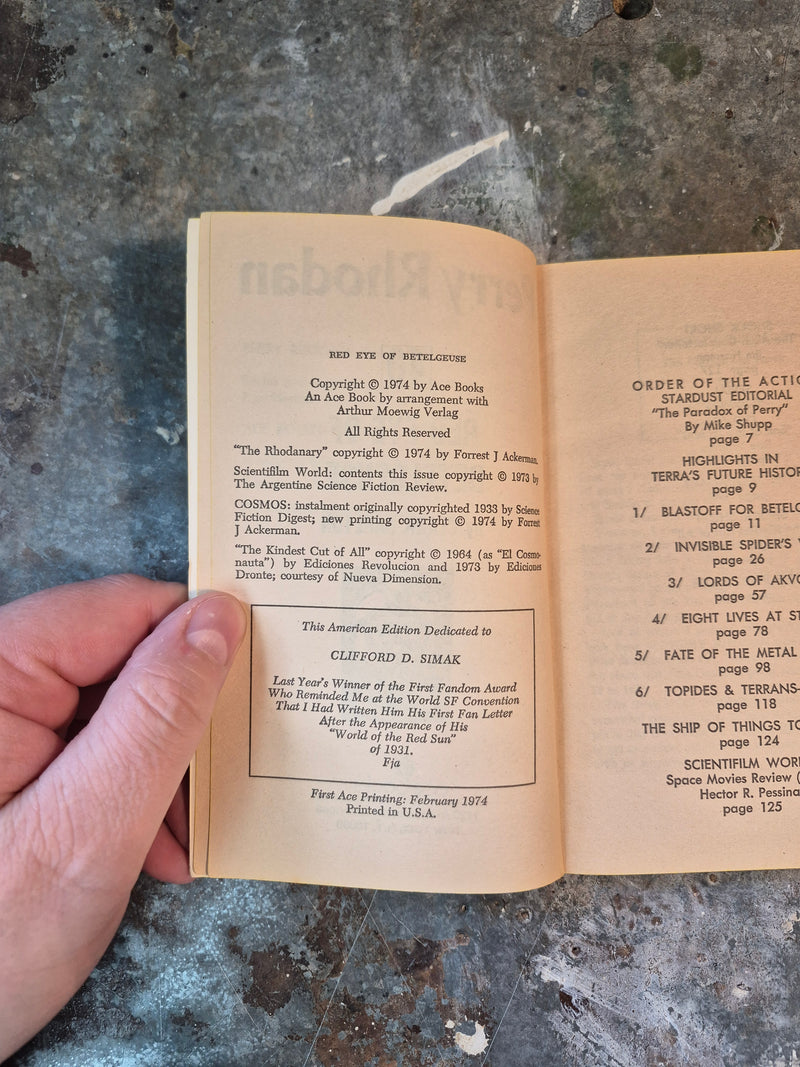 Perry Rhodan
RED EYE OF BETELGEUSE
Copyright © 1974 by Ace Books
An Ace Book by arrangement with
Arthur Moewig Verlag
All Rights Reserved
"The Rhodanary" copyright © 1974 by Forrest J Ackerman.
Scientifilm World: contents this issue copyright © 1973 by
The Argentine Science Fiction Review.
COSMOS: instalment originally copyrighted 1933 by Science
Fiction Digest; new printing copyright © 1974 by Forrest
J Ackerman.
"The Kindest Cut of All" copyright © 1964 (as "El Cosmo-
nauta") by Ediciones Revolucion and 1973 by Ediciones
Dronte; courtesy of Nueva Dimension.
This American Edition Dedicated to
CLIFFORD D. SIMAK
Last Year's Winner of the First Fandom Award
Who Reminded Me at the World SF Convention
That I Had Written Him His First Fan Letter
After the Appearance of His
"World of the Red Sun"
of 1931.
Fja
First Ace Printing: February 1974
Printed in U.S.A.
ORDER OF THE ACTIO
STARDUST EDITORIAL
"The Paradox of Perry"
By Mike Shupp
page 7
HIGHLIGHTS IN
TERRA'S FUTURE HISTOR
page 9
1/ BLASTOFF FOR BETELG
page 11
2/ INVISIBLE SPIDER'S
page 26
3/ LORDS OF AKVO
page 57
4/ EIGHT LIVES AT ST
page 78
5/ FATE OF THE METAL
page 98
6/ TOPIDES & TERRANS-
page 118
THE SHIP OF THINGS TO
page 124
SCIENTIFILM WORL
Space Movies Review (
Hector R. Pessina
page 125